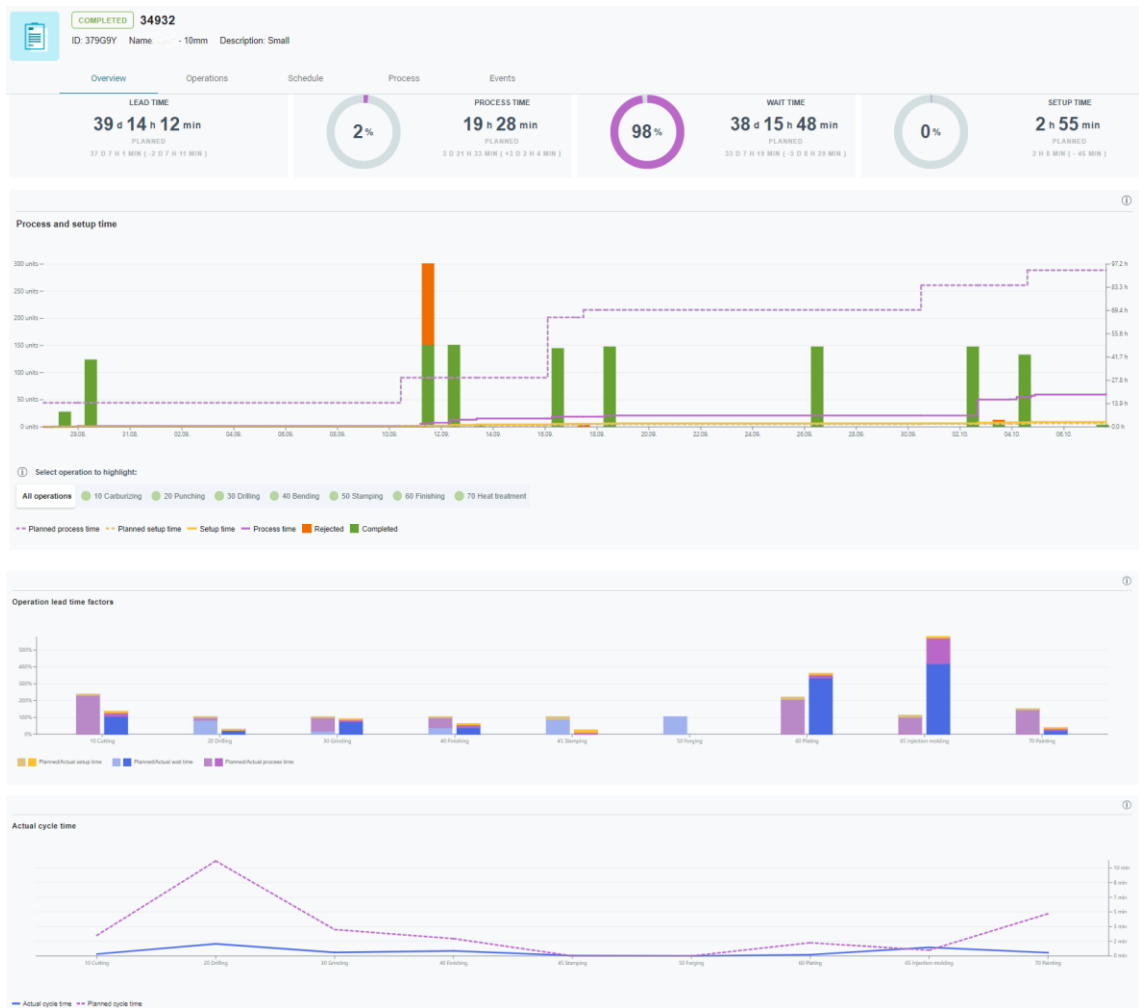 COMPLETED 34932
ID: 379G9Y Name: - 10mm Description: Small
Overview Operations Schedule Process Events
LEAD TIME
39 d 14 h 12 min
PLANNED
37 D 7 H 1 MIN ( -2 D 7 H 11 MIN )
2 %
PROCESS TIME
19 h 28 min
PLANNED
3 D 21 H 33 MIN ( +3 D 2 H 4 MIN )
98 %
WAIT TIME
38 d 15 h 48 min
PLANNED
33 D 7 H 19 MIN ( -5 D 8 H 29 MIN )
0 %
SETUP TIME
2 h 55 min
PLANNED
2 H 8 MIN ( - 46 MIN )
Process and setup time
300 units
250 units
200 units
150 units
100 units
50 units
0 units
97.2 h
83.3 h
69.4 h
55.6 h
41.7 h
27.8 h
13.9 h
0.0 h
29.08. 31.08. 02.09. 04.09. 06.09. 08.09. 10.09. 12.09. 14.09. 16.09. 18.09. 20.09. 22.09. 24.09. 26.09. 28.09. 30.09. 02.10. 04.10. 06.10.
Select operation to highlight:
All operations 10 Carburizing 20 Punching 30 Drilling 40 Bending 50 Stamping 60 Finishing 70 Heat treatment
Planned process time Planned setup time Setup time Process time Rejected Completed
Operation lead time factors
500%
400%
300%
200%
100%
0%
10 Cutting 20 Drilling 30 Grinding 40 Finishing 45 Stamping 50 Forging 60 Plating 65 Injection molding 70 Painting
Planned/Actual setup time Planned/Actual wait time Planned/Actual process time
Actual cycle time
10 min
8 min
7 min
5 min
3 min
2 min
0 min
10 Cutting 20 Drilling 30 Grinding 40 Finishing 45 Stamping 50 Forging 60 Plating 65 Injection molding 70 Painting
Actual cycle time Planned cycle time